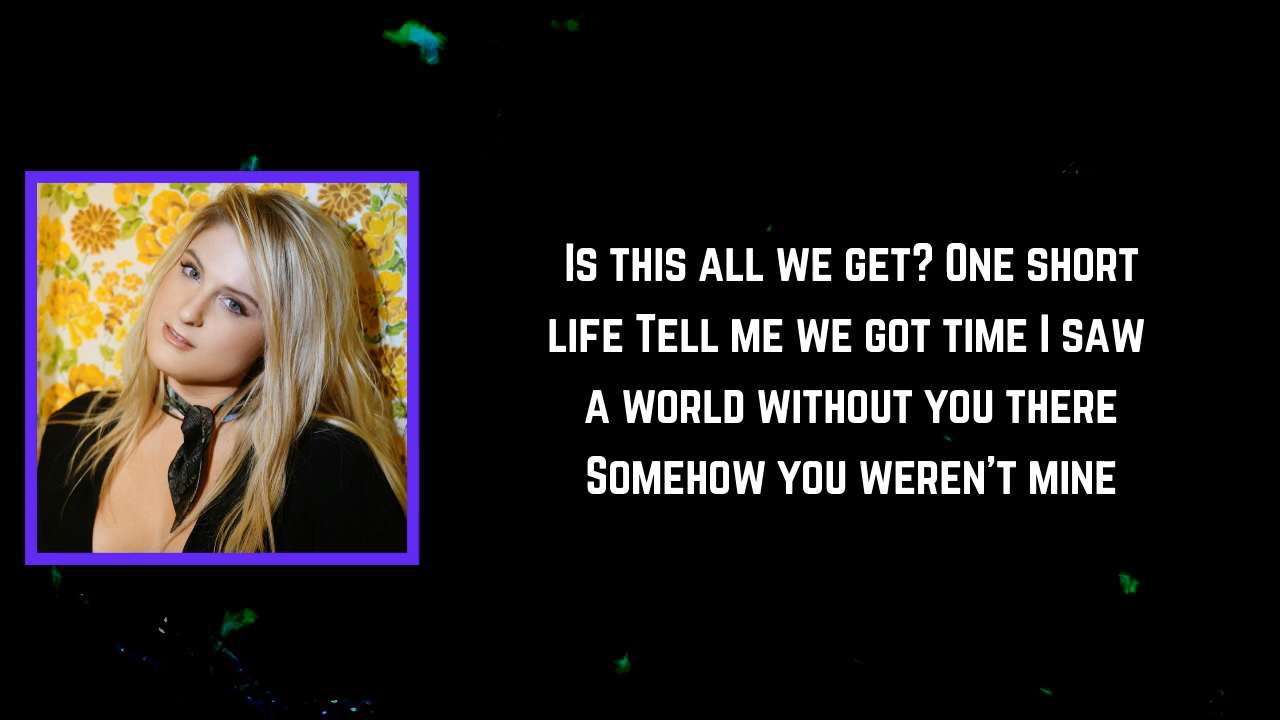 Is this all we get? One short
life Tell me we got time I saw
a world without you there
Somehow you weren't mine